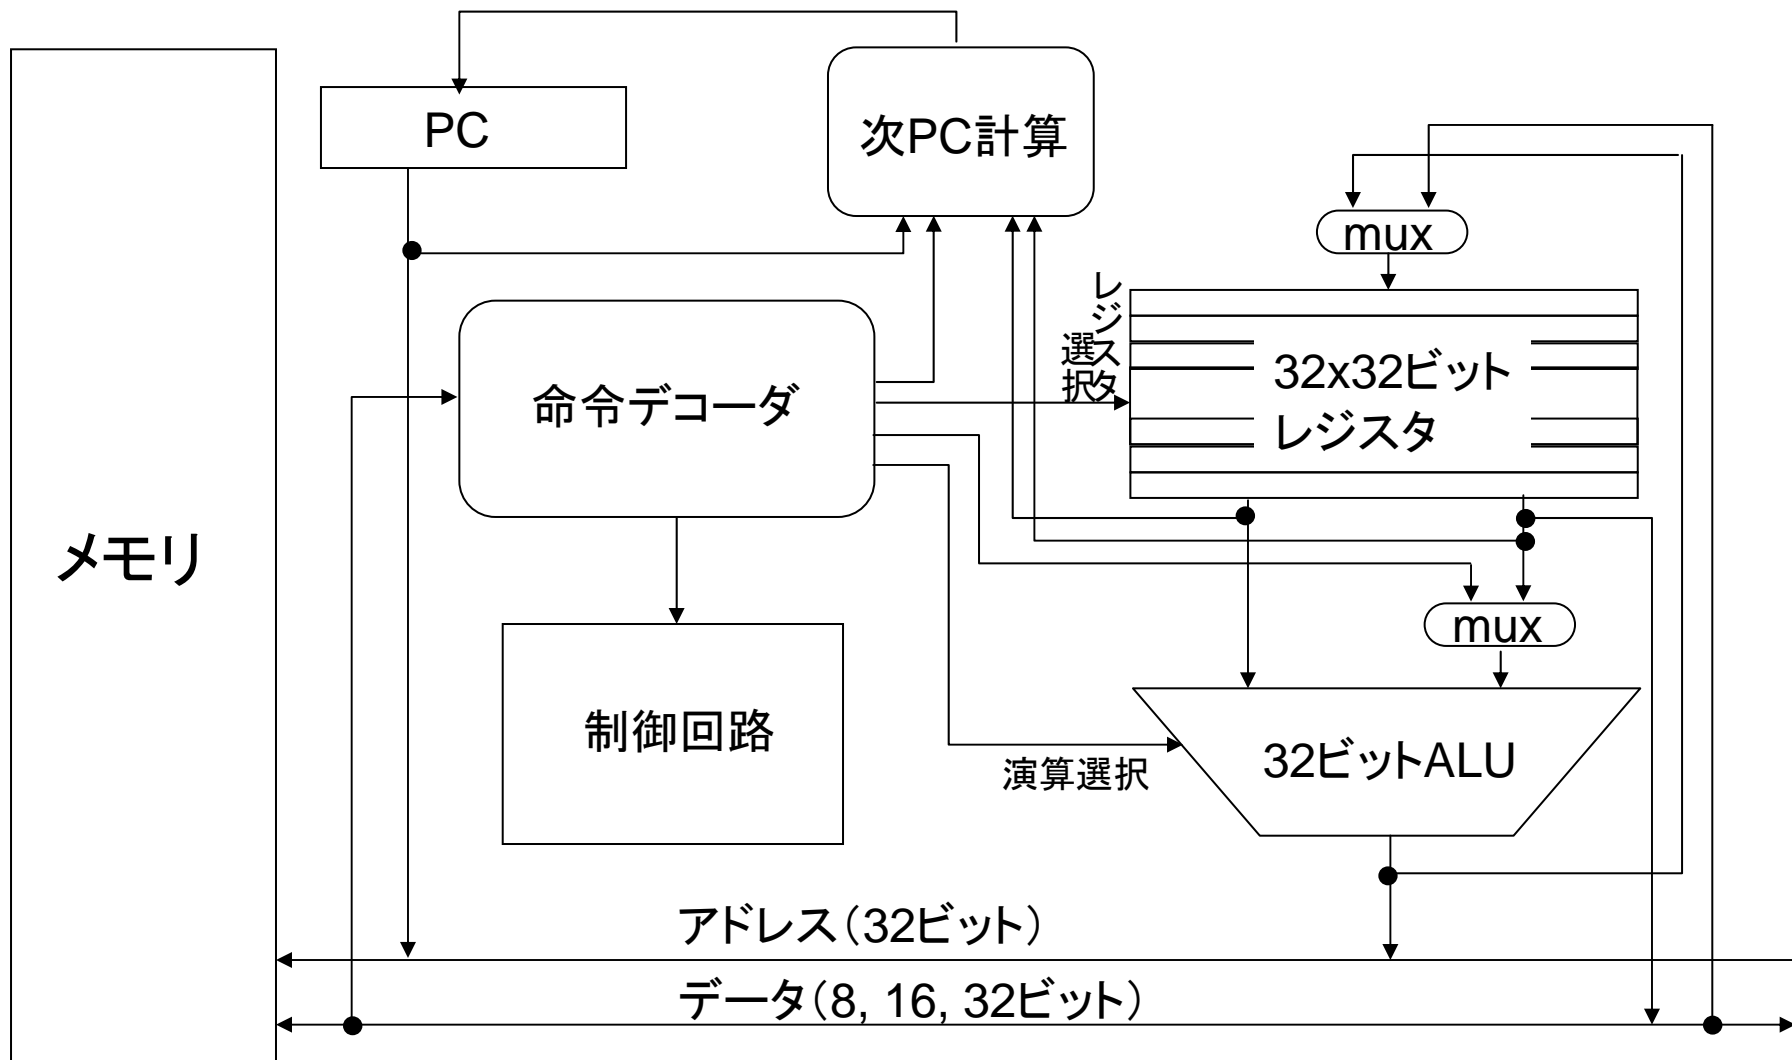 PC
次PC計算
mux
レジスタ
選択
32x32ビット
レジスタ
命令デコーダ
メモリ
mux
制御回路
32ビットALU
演算選択
アドレス（32ビット）
データ（8, 16, 32ビット）